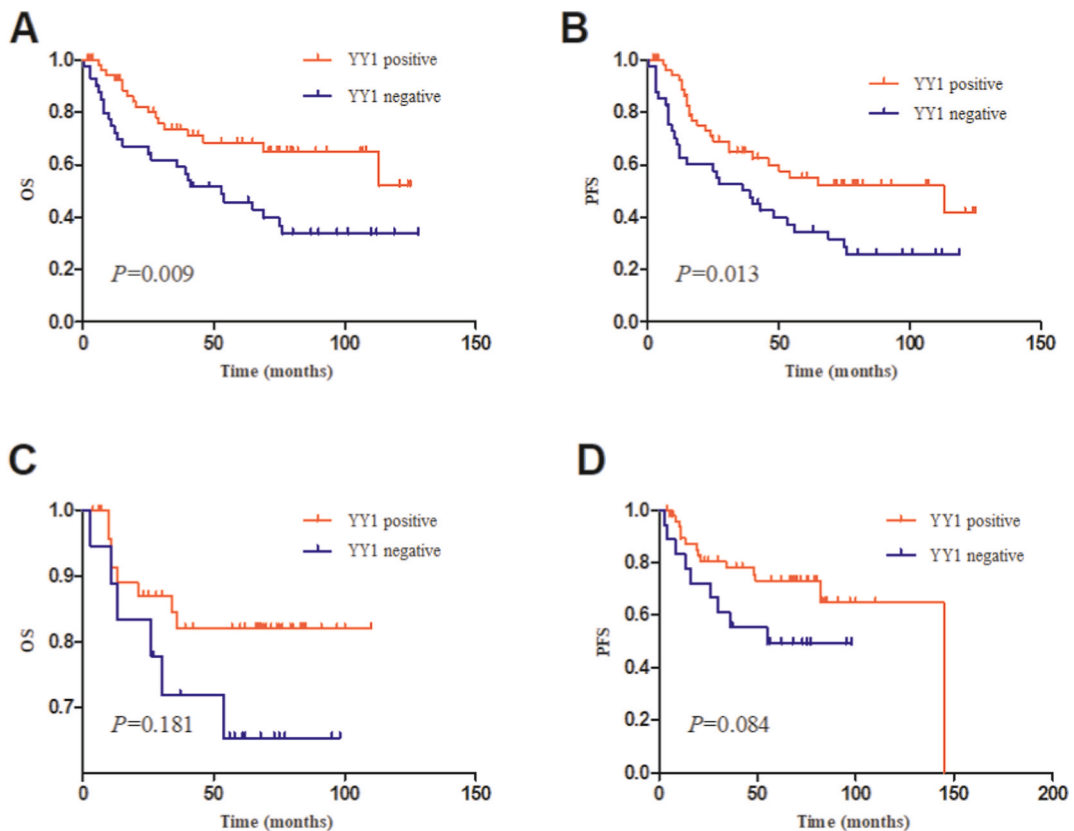 A
YY1 positive
YY1 negative
1.0
0.8
0.6
0.4
0.2
0.0
OS
P=0.009
0 50 100 150
Time (months)
B
YY1 positive
YY1 negative
1.0
0.8
0.6
0.4
0.2
0.0
PFS
P=0.013
0 50 100 150
Time (months)
C
YY1 positive
YY1 negative
1.0
0.9
0.8
0.7
OS
P=0.181
0 50 100 150
Time (months)
D
YY1 positive
YY1 negative
1.0
0.8
0.6
0.4
0.2
0.0
PFS
P=0.084
0 50 100 150 200
Time (months)